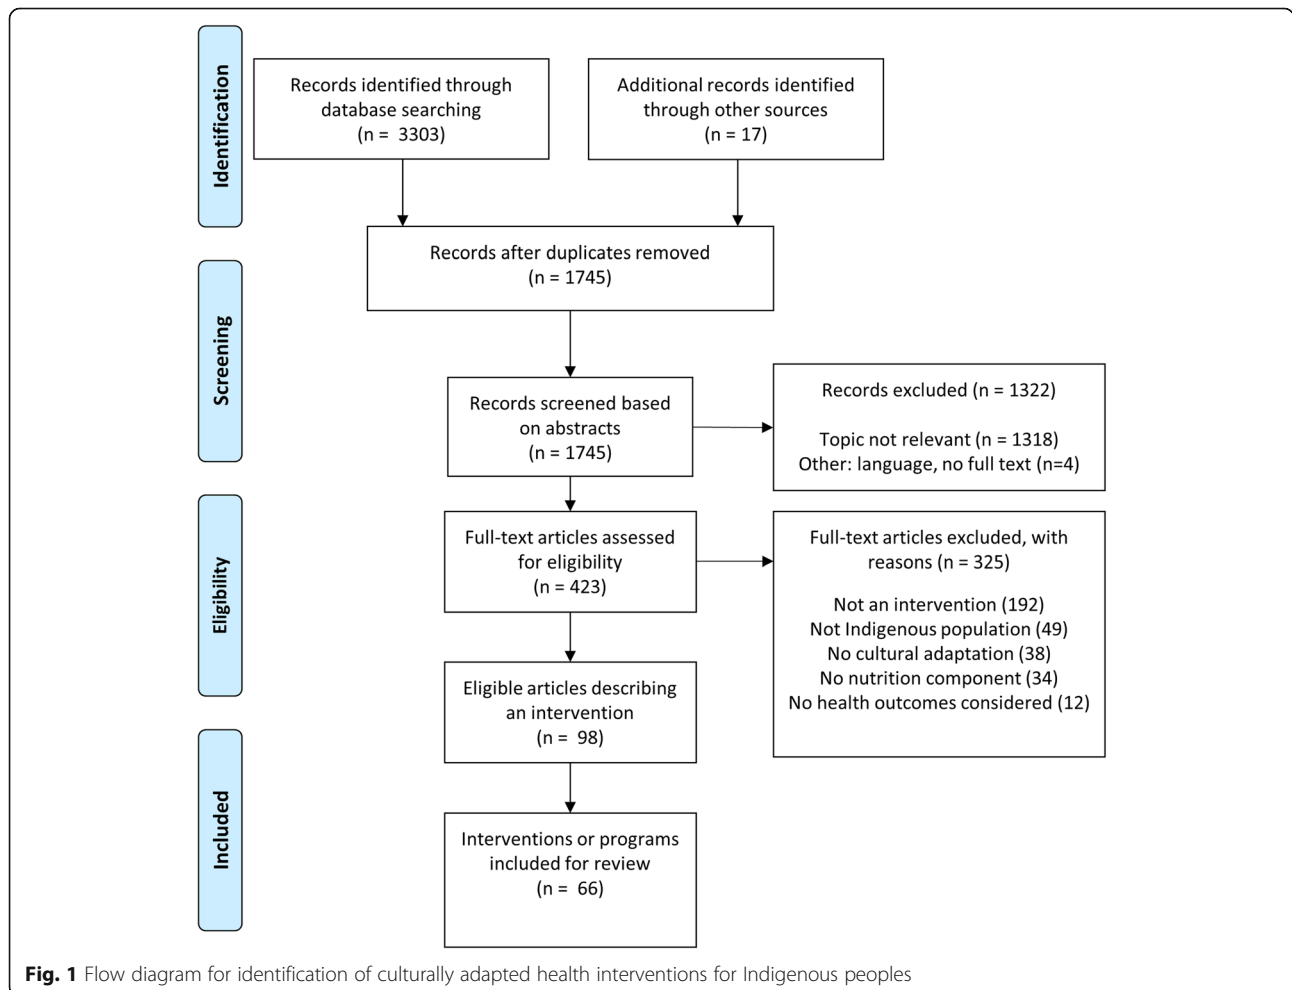 Identification
Records identified through
database searching
(n = 3303)
Additional records identified
through other sources
(n = 17)
Records after duplicates removed
(n = 1745)
Screening
Records screened based
on abstracts
(n = 1745)
Records excluded (n = 1322)
Topic not relevant (n = 1318)
Other: language, no full text (n=4)
Eligibility
Full-text articles assessed
for eligibility
(n = 423)
Full-text articles excluded, with
reasons (n = 325)
Not an intervention (192)
Not Indigenous population (49)
No cultural adaptation (38)
No nutrition component (34)
No health outcomes considered (12)
Eligible articles describing
an intervention
(n = 98)
Included
Interventions or programs
included for review
(n = 66)
Fig. 1 Flow diagram for identification of culturally adapted health interventions for Indigenous peoples